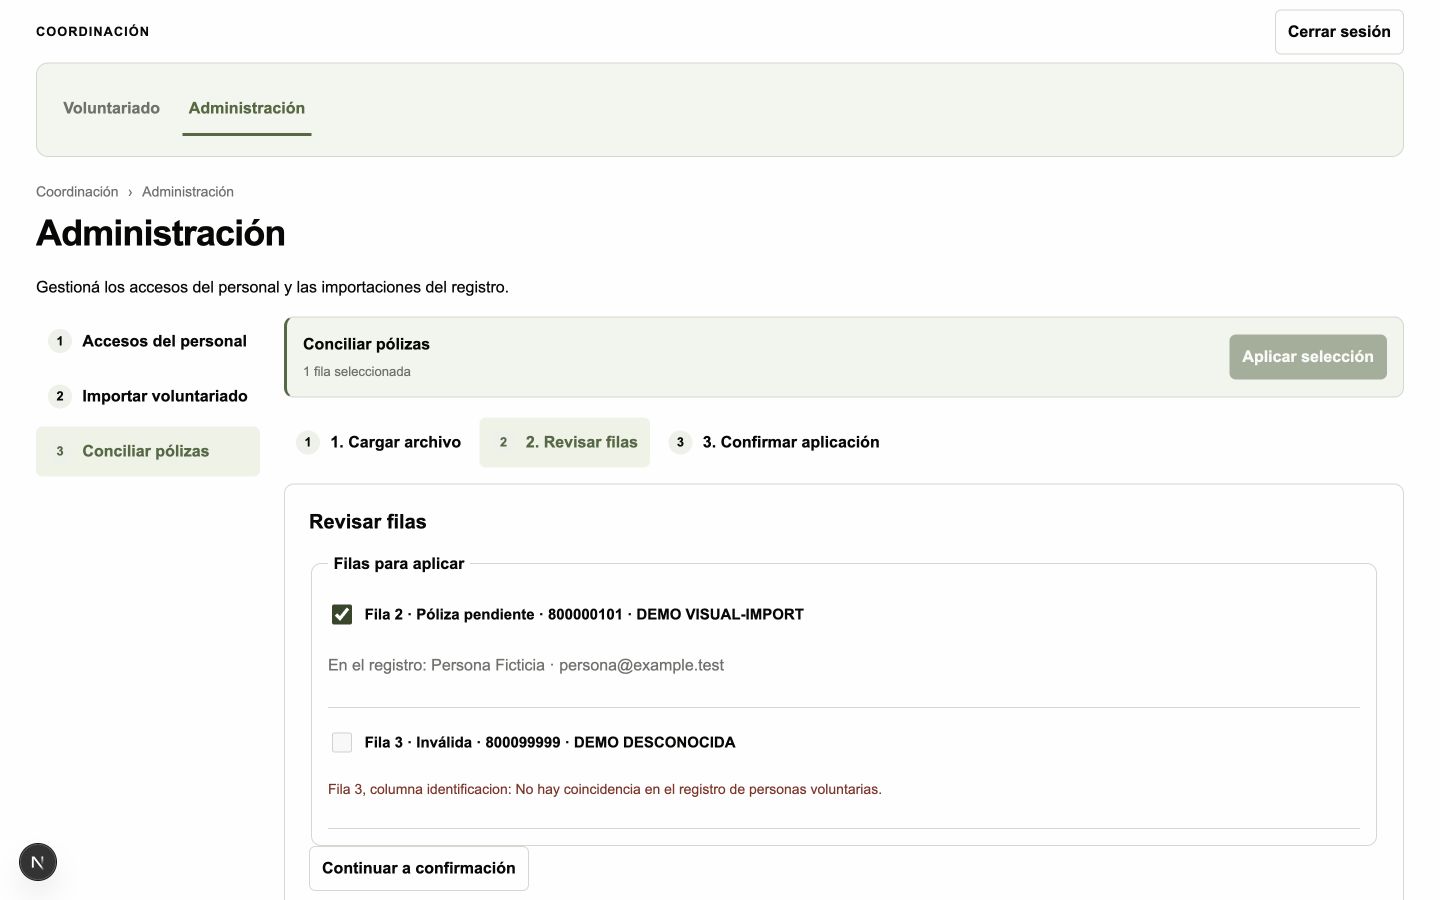 COORDINACIÓN
Cerrar sesión
Voluntariado
Administración
Coordinación › Administración
Administración
Gestioná los accesos del personal y las importaciones del registro.
1 Accesos del personal
2 Importar voluntariado
3 Conciliar pólizas
Conciliar pólizas
1 fila seleccionada
Aplicar selección
1 1. Cargar archivo
2 2. Revisar filas
3 3. Confirmar aplicación
Revisar filas
Filas para aplicar
Fila 2 · Póliza pendiente · 800000101 · DEMO VISUAL-IMPORT
En el registro: Persona Ficticia · persona@example.test
Fila 3 · Inválida · 800099999 · DEMO DESCONOCIDA
Fila 3, columna identificacion: No hay coincidencia en el registro de personas voluntarias.
Continuar a confirmación
N